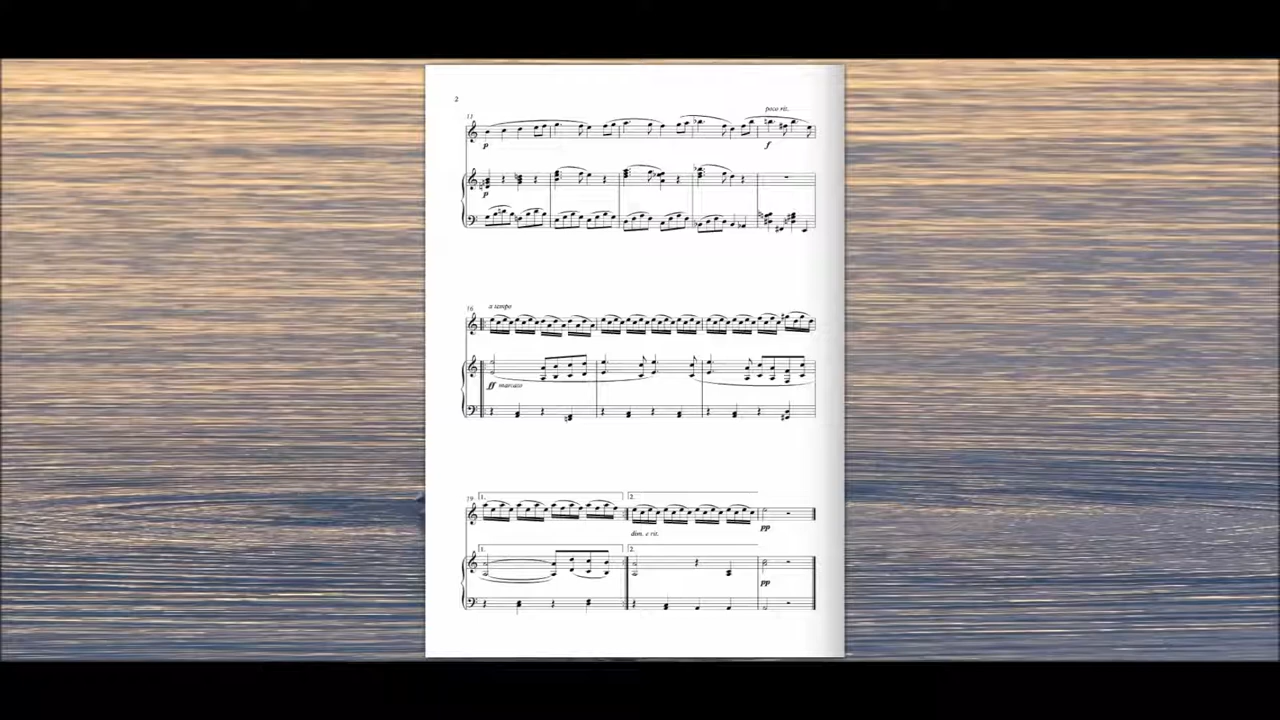 2
11
poco rit.
p
f
p
16
a tempo
ff marcato
19
1.
2.
dim. e rit.
pp
1.
2.
pp